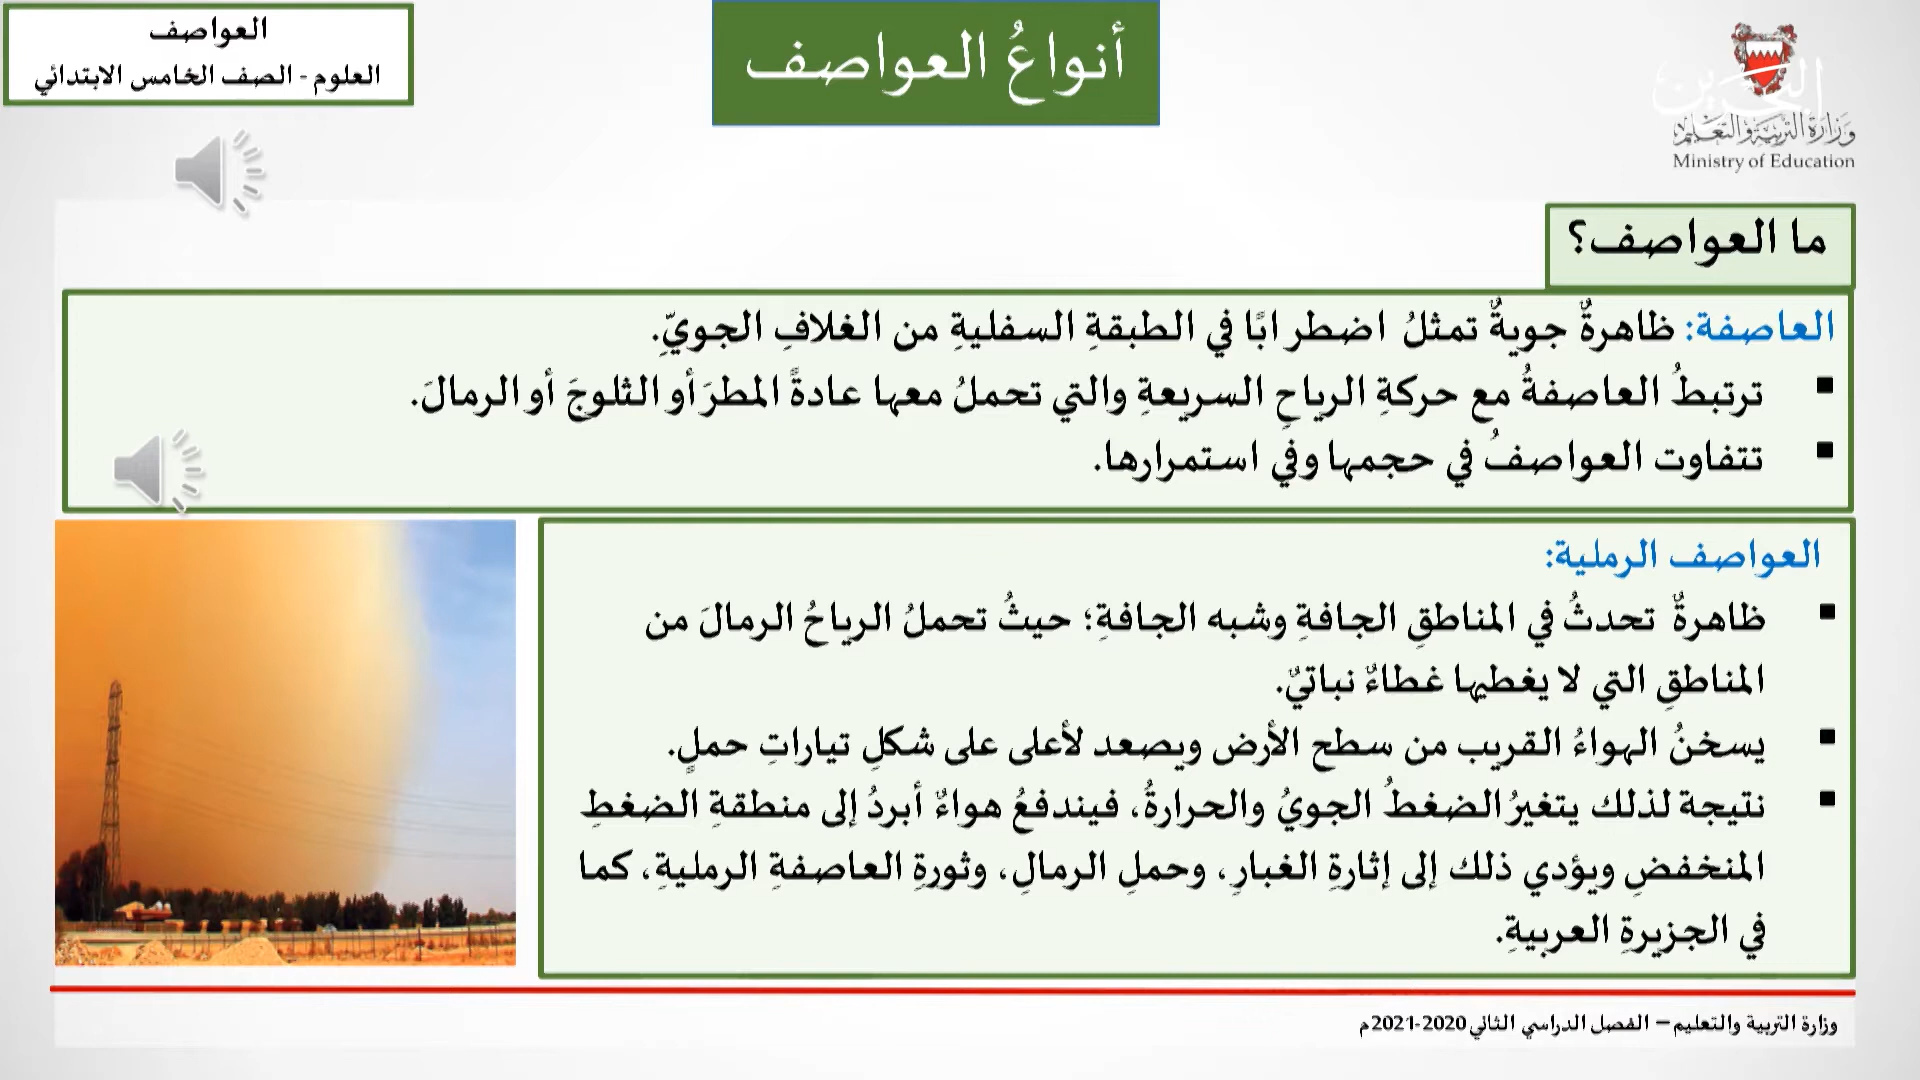 العواصف
العلوم - الصف الخامس الابتدائي
أنواعُ العواصف
البحرين
وزارة التربية والتعليم
Ministry of Education
ما العواصف؟
العاصفة: ظاهرةٌ جويةٌ تمثلُ اضطرابًا في الطبقةِ السفليةِ من الغلافِ الجويِّ.
▪ ترتبطُ العاصفةُ مع حركةِ الرياحِ السريعةِ والتي تحملُ معها عادةً المطرَ أو الثلوجَ أو الرمالَ.
▪ تتفاوت العواصفُ في حجمها وفي استمرارها.
العواصف الرملية:
▪ ظاهرةٌ تحدثُ في المناطقِ الجافةِ وشبه الجافةِ؛ حيثُ تحملُ الرياحُ الرمالَ من
المناطقِ التي لا يغطيها غطاءٌ نباتيٌ.
▪ يسخنُ الهواءُ القريب من سطح الأرض ويصعد لأعلى على شكلِ تياراتِ حملٍ.
▪ نتيجة لذلك يتغيرُ الضغطُ الجويُ والحرارةُ، فيندفعُ هواءٌ أبردُ إلى منطقةِ الضغطِ
المنخفضِ ويؤدي ذلك إلى إثارةِ الغبارِ، وحملِ الرمالِ، وثورةِ العاصفةِ الرمليةِ، كما
في الجزيرةِ العربيةِ.
وزارة التربية والتعليم – الفصل الدراسي الثاني 2020-2021م